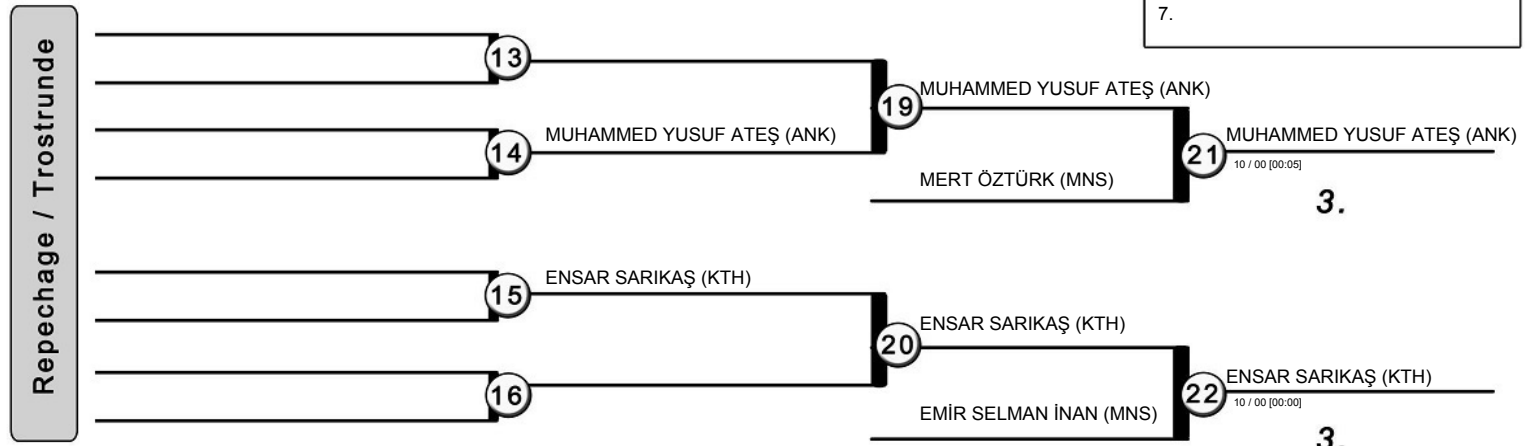 Repechage / Trostrunde
7.
13
MUHAMMED YUSUF ATEŞ (ANK)
19
MUHAMMED YUSUF ATEŞ (ANK)
14
MUHAMMED YUSUF ATEŞ (ANK)
21
10 / 00 [00:05]
MERT ÖZTÜRK (MNS)
3.
ENSAR SARIKAŞ (KTH)
15
ENSAR SARIKAŞ (KTH)
20
ENSAR SARIKAŞ (KTH)
16
22
10 / 00 [00:00]
EMİR SELMAN İNAN (MNS)
3.